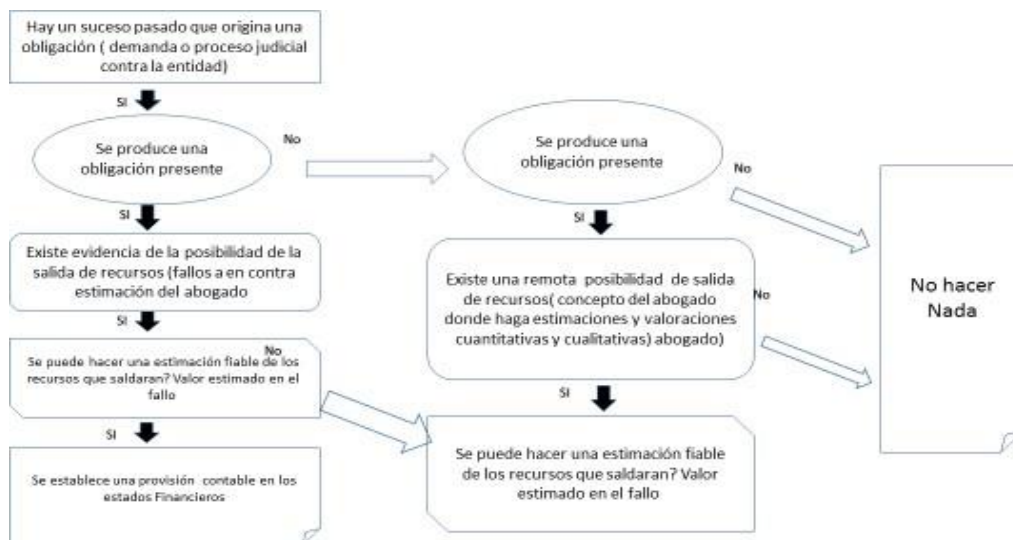 Hay un suceso pasado que origina una
obligación ( demanda o proceso judicial
contra la entidad)
SI
Se produce una
obligación presente
No
SI
Existe evidencia de la posibilidad de la
salida de recursos (fallos a en contra
estimación del abogado
SI
No
Se puede hacer una estimación fiable de los
recursos que saldaran? Valor estimado en el
fallo
SI
Se establece una provisión contable en los
estados Financieros
Se produce una
obligación presente
No
SI
Existe una remota posibilidad de salida
de recursos( concepto del abogado
donde haga estimaciones y valoraciones
cuantitativas y cualitativas) abogado)
No
SI
Se puede hacer una estimación fiable
de los recursos que saldaran? Valor
estimado en el fallo
No hacer
Nada